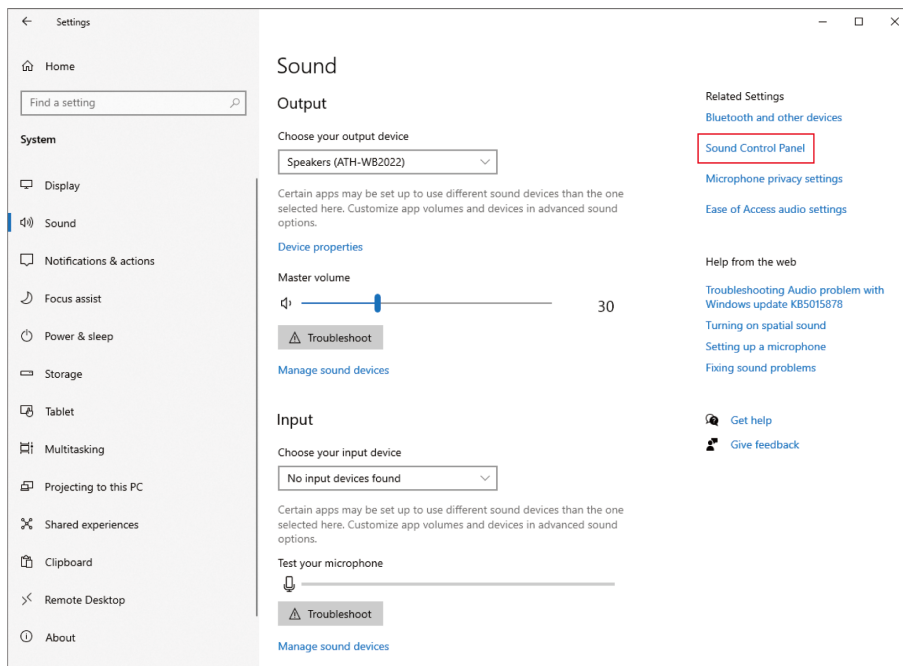 Settings
Home
Find a setting
System
Display
Sound
Notifications & actions
Focus assist
Power & sleep
Storage
Tablet
Multitasking
Projecting to this PC
Shared experiences
Clipboard
Remote Desktop
About
Sound
Output
Choose your output device
Speakers (ATH-WB2022)
Certain apps may be set up to use different sound devices than the one
selected here. Customize app volumes and devices in advanced sound
options.
Device properties
Master volume
30
Troubleshoot
Manage sound devices
Input
Choose your input device
No input devices found
Certain apps may be set up to use different sound devices than the one
selected here. Customize app volumes and devices in advanced sound
options.
Test your microphone
Troubleshoot
Manage sound devices
Related Settings
Bluetooth and other devices
Sound Control Panel
Microphone privacy settings
Ease of Access audio settings
Help from the web
Troubleshooting Audio problem with
Windows update KB5015878
Turning on spatial sound
Setting up a microphone
Fixing sound problems
Get help
Give feedback